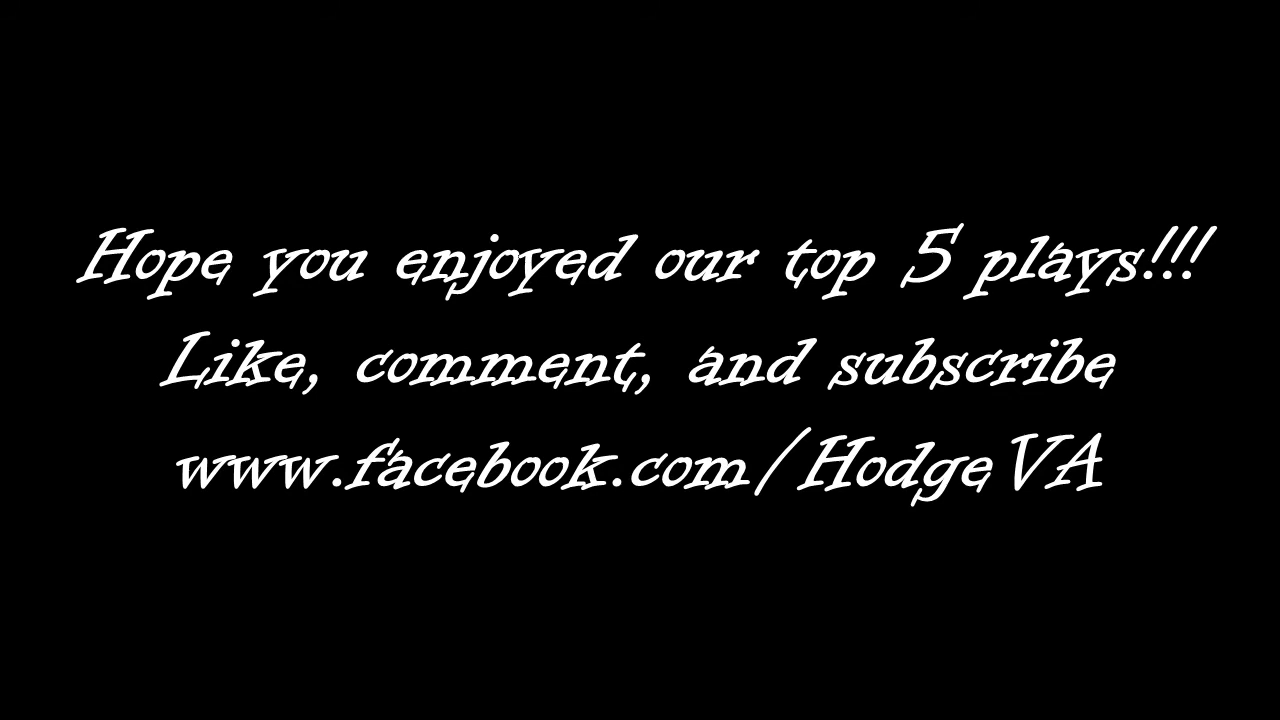 Hope you enjoyed our top 5 plays!!!
Like, comment, and subscribe
www.facebook.com/HodgeVA